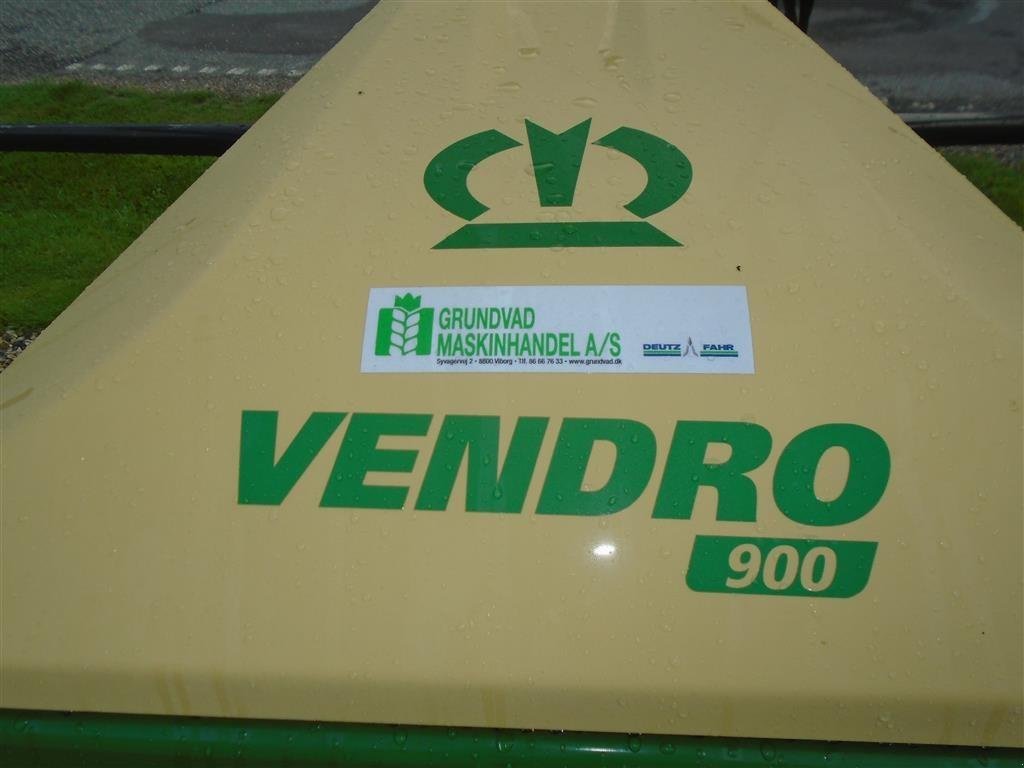 GRUNDVAD
MASKINHANDEL A/S
Syvagervej 2 • 8800 Viborg • Tlf. 86 66 76 33 • www.grundvad.dk
DEUTZ FAHR
VENDRO
900